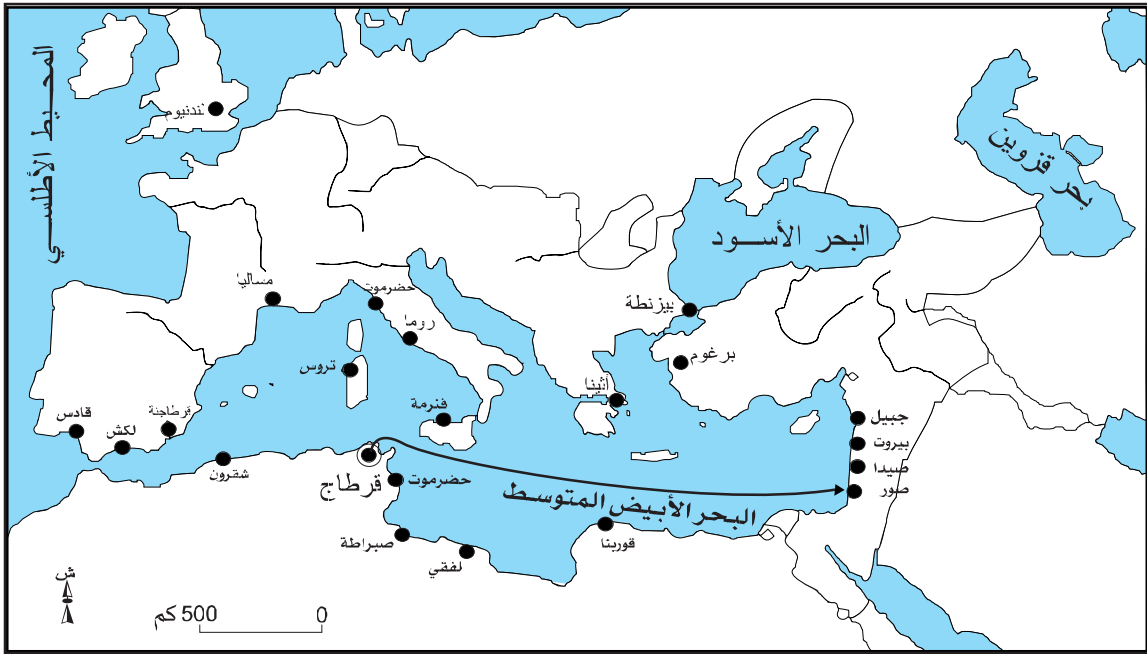 المحيط الأطلسي
لندنيوم
بحر قزوين
البحر الأسود
مساليا
حضرموت
روما
بيزنطة
برغوم
تروس
أثينا
فنرمة
قرطاجنة
قادس
لكش
شقرون
جبيل
بيروت
صيدا
صور
قرطاج
حضرموت
البحر الأبيض المتوسط
صبراطة
لفقي
قورينا
ش
500 كم
0